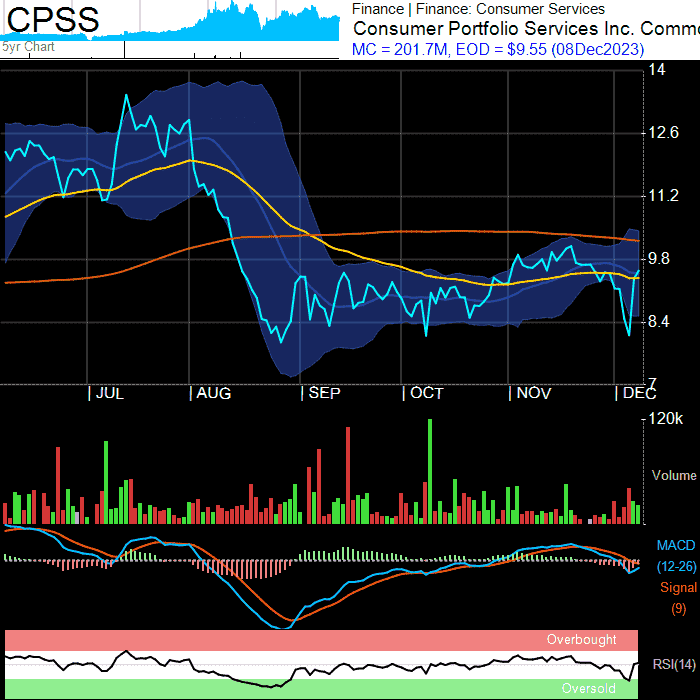 CPSS
5yr Chart
Finance | Finance: Consumer Services
Consumer Portfolio Services Inc. Commo
MC = 201.7M, EOD = $9.55 (08Dec2023)
14
12.6
11.2
9.8
8.4
7
| JUL | AUG | SEP | OCT | NOV | DEC
120k
Volume
MACD
(12-26)
Signal
(9)
Overbought
RSI(14)
Oversold